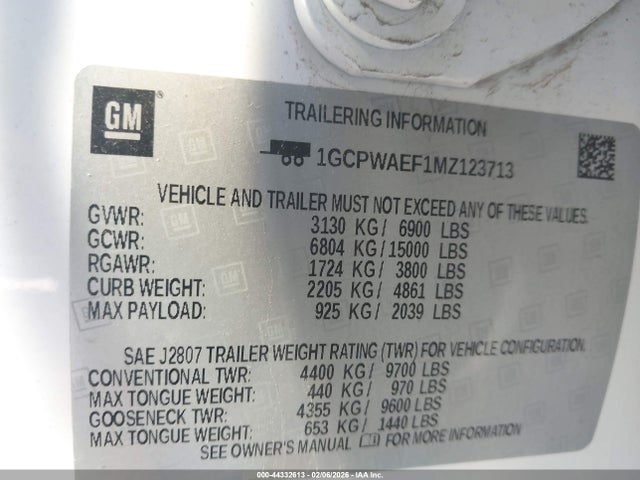 GM
TRAILERING INFORMATION
1GCPWAEF1MZ123713
VEHICLE AND TRAILER MUST NOT EXCEED ANY OF THESE VALUES.
GVWR: 3130 KG/ 6900 LBS
GCWR: 6804 KG/ 15000 LBS
RGAWR: 1724 KG/ 3800 LBS
CURB WEIGHT: 2205 KG/ 4861 LBS
MAX PAYLOAD: 925 KG/ 2039 LBS
SAE J2807 TRAILER WEIGHT RATING (TWR) FOR VEHICLE CONFIGURATION.
CONVENTIONAL TWR: 4400 KG/ 9700 LBS
MAX TONGUE WEIGHT: 440 KG/ 970 LBS
GOOSENECK TWR: 4355 KG/ 9600 LBS
MAX TONGUE WEIGHT: 653 KG/ 1440 LBS
SEE OWNER'S MANUAL FOR MORE INFORMATION
000-44332613 - 02/06/2026 - IAAI.COM